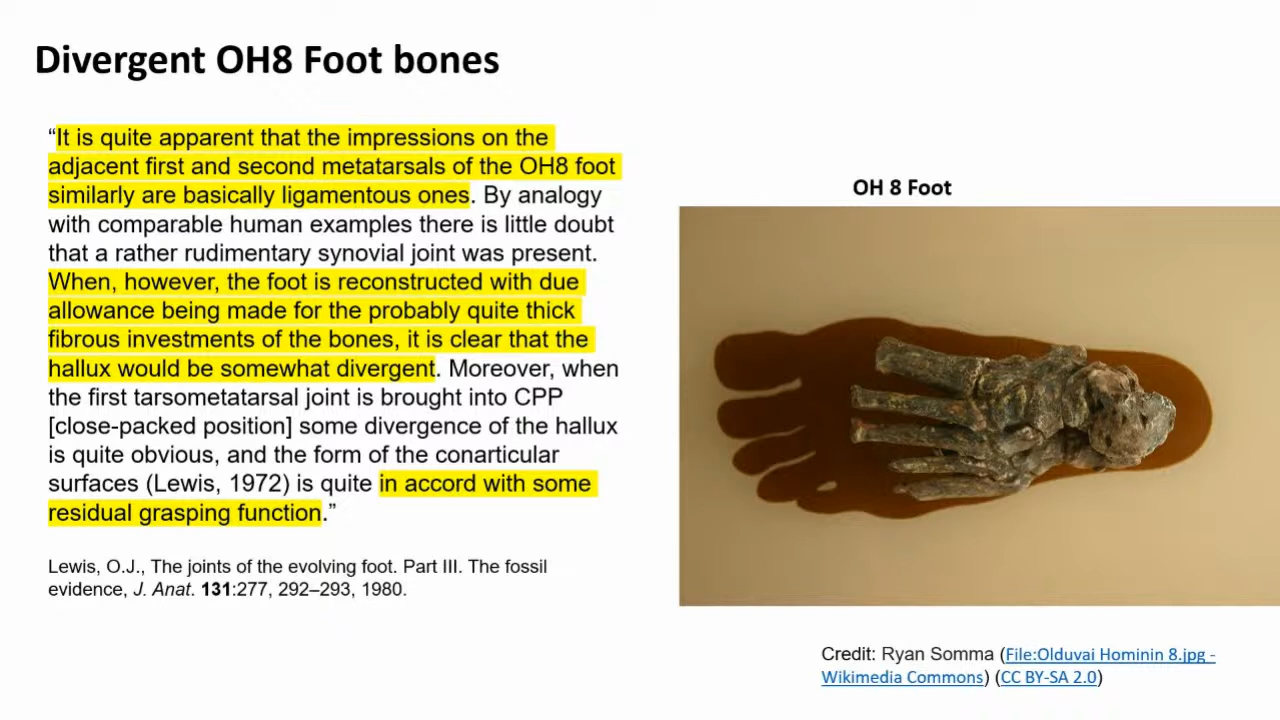 Divergent OH8 Foot bones
“It is quite apparent that the impressions on the
adjacent first and second metatarsals of the OH8 foot
similarly are basically ligamentous ones. By analogy
with comparable human examples there is little doubt
that a rather rudimentary synovial joint was present.
When, however, the foot is reconstructed with due
allowance being made for the probably quite thick
fibrous investments of the bones, it is clear that the
hallux would be somewhat divergent. Moreover, when
the first tarsometatarsal joint is brought into CPP
[close-packed position] some divergence of the hallux
is quite obvious, and the form of the conarticular
surfaces (Lewis, 1972) is quite in accord with some
residual grasping function.”
Lewis, O.J., The joints of the evolving foot. Part III. The fossil
evidence, J. Anat. 131:277, 292–293, 1980.
OH 8 Foot
Credit: Ryan Somma (File:Olduvai Hominin 8.jpg -
Wikimedia Commons) (CC BY-SA 2.0)